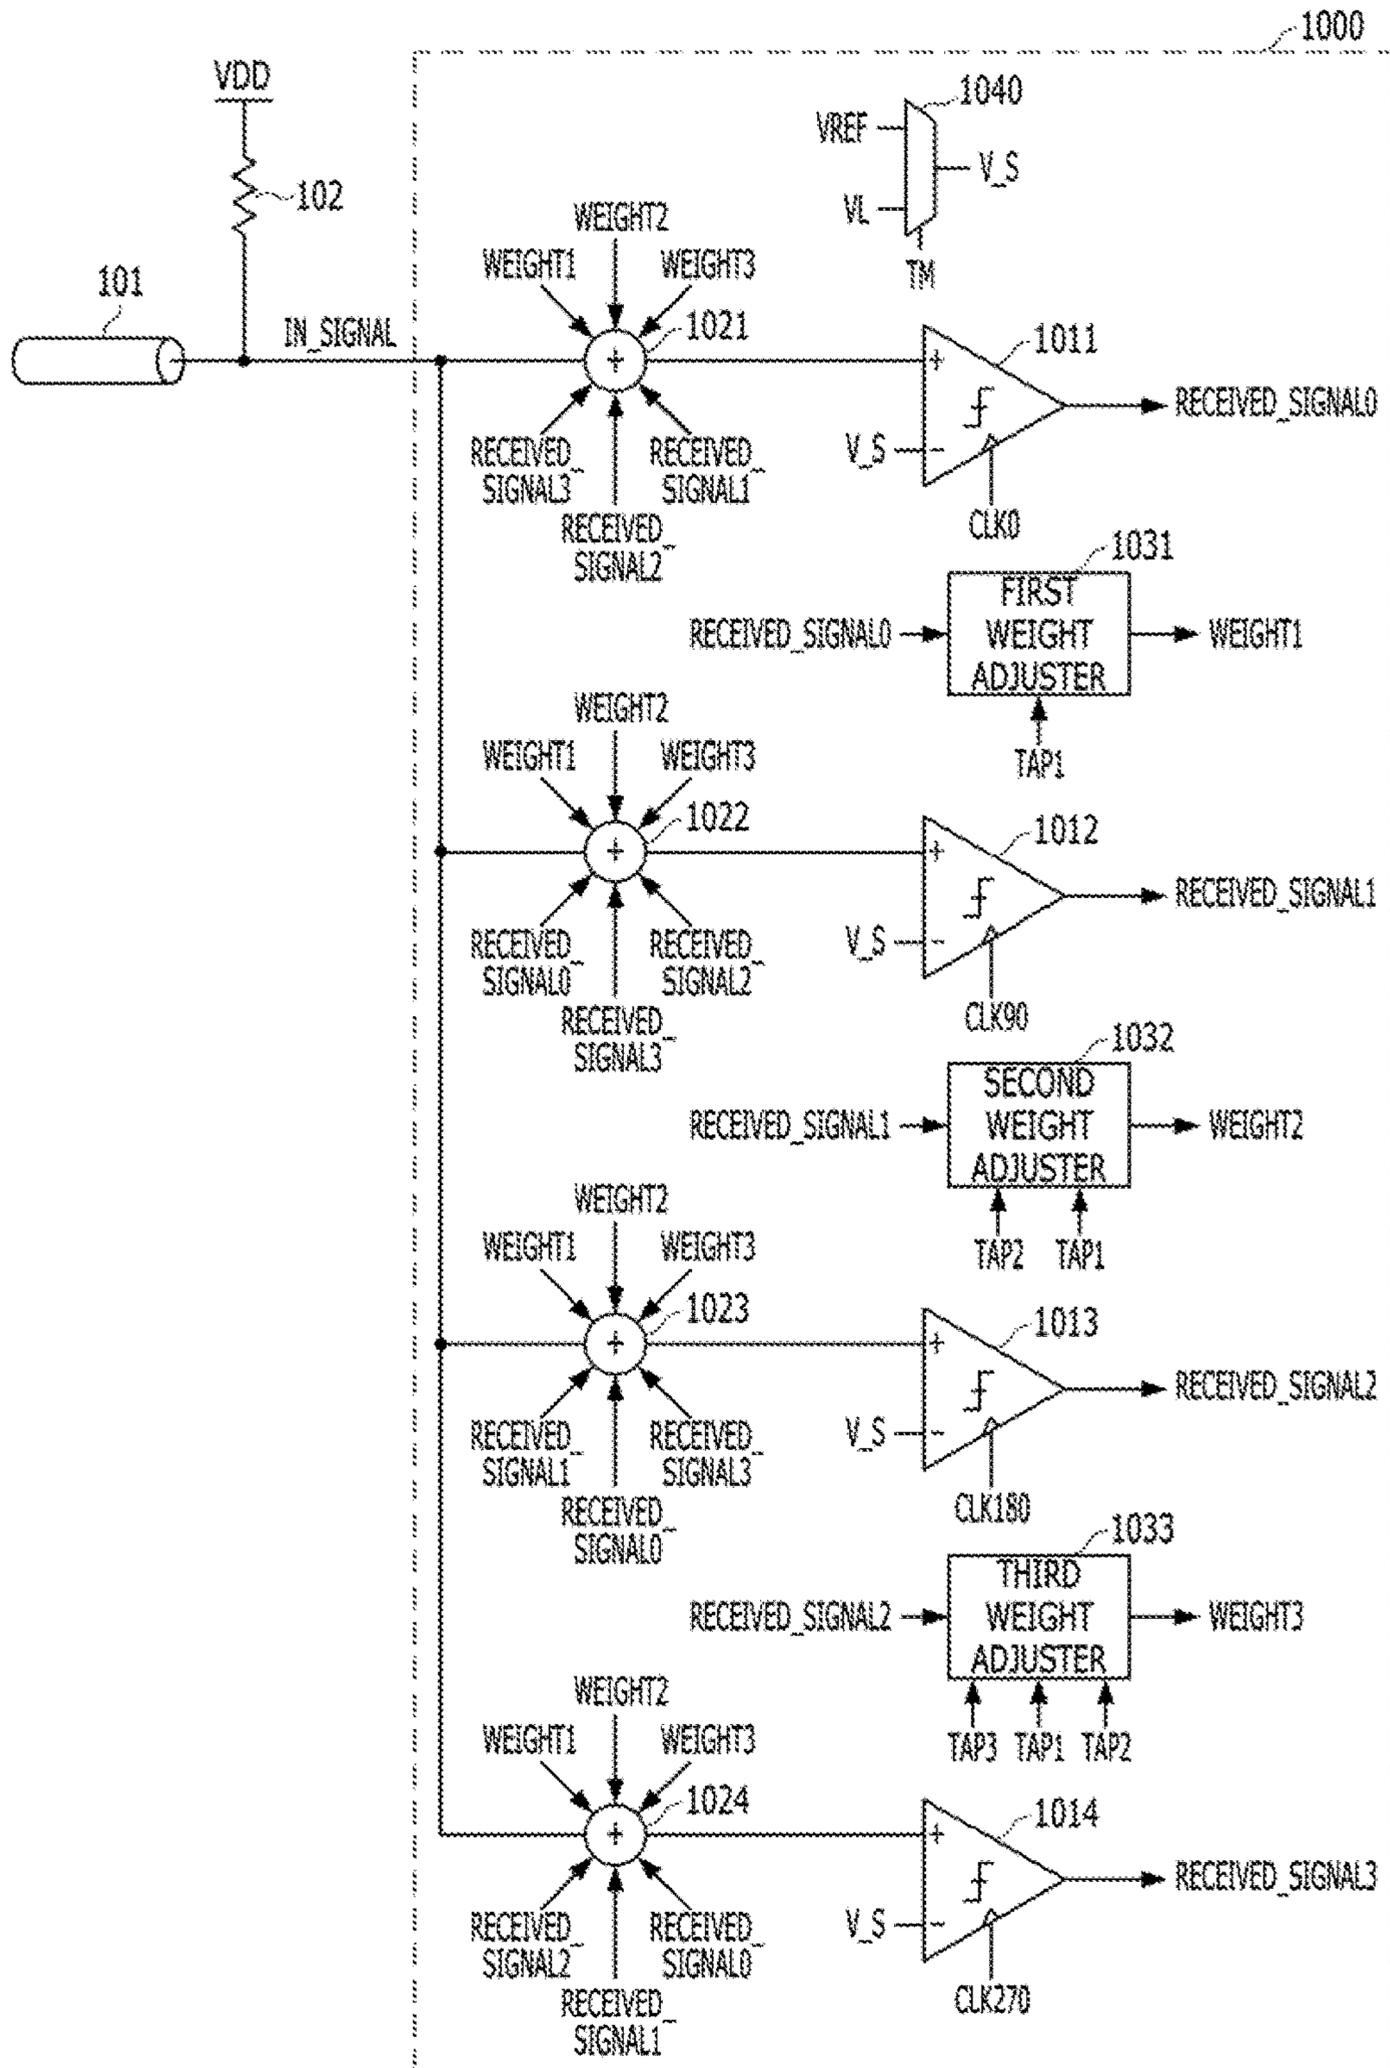 1000
VDD
1040
VREF
V_S
102
VL
WEIGHT2
WEIGHT1
WEIGHT3
TM
101
IN_SIGNAL
1021
1011
+
+
RECEIVED_SIGNAL0
RECEIVED_
SIGNAL3
RECEIVED_
SIGNAL1
V_S
-
RECEIVED_
SIGNAL2
CLK0
1031
RECEIVED_SIGNAL0
FIRST
WEIGHT
ADJUSTER
WEIGHT1
TAP1
WEIGHT2
WEIGHT1
WEIGHT3
1022
1012
+
+
RECEIVED_SIGNAL1
RECEIVED_
SIGNAL0
RECEIVED_
SIGNAL2
V_S
-
RECEIVED_
SIGNAL3
CLK90
1032
RECEIVED_SIGNAL1
SECOND
WEIGHT
ADJUSTER
WEIGHT2
TAP2
TAP1
WEIGHT2
WEIGHT1
WEIGHT3
1023
1013
+
+
RECEIVED_SIGNAL2
RECEIVED_
SIGNAL1
RECEIVED_
SIGNAL3
V_S
-
RECEIVED_
SIGNAL0
CLK180
1033
RECEIVED_SIGNAL2
THIRD
WEIGHT
ADJUSTER
WEIGHT3
TAP3
TAP1
TAP2
WEIGHT2
WEIGHT1
WEIGHT3
1024
1014
+
+
RECEIVED_SIGNAL3
RECEIVED_
SIGNAL2
RECEIVED_
SIGNAL0
V_S
-
RECEIVED_
SIGNAL1
CLK270